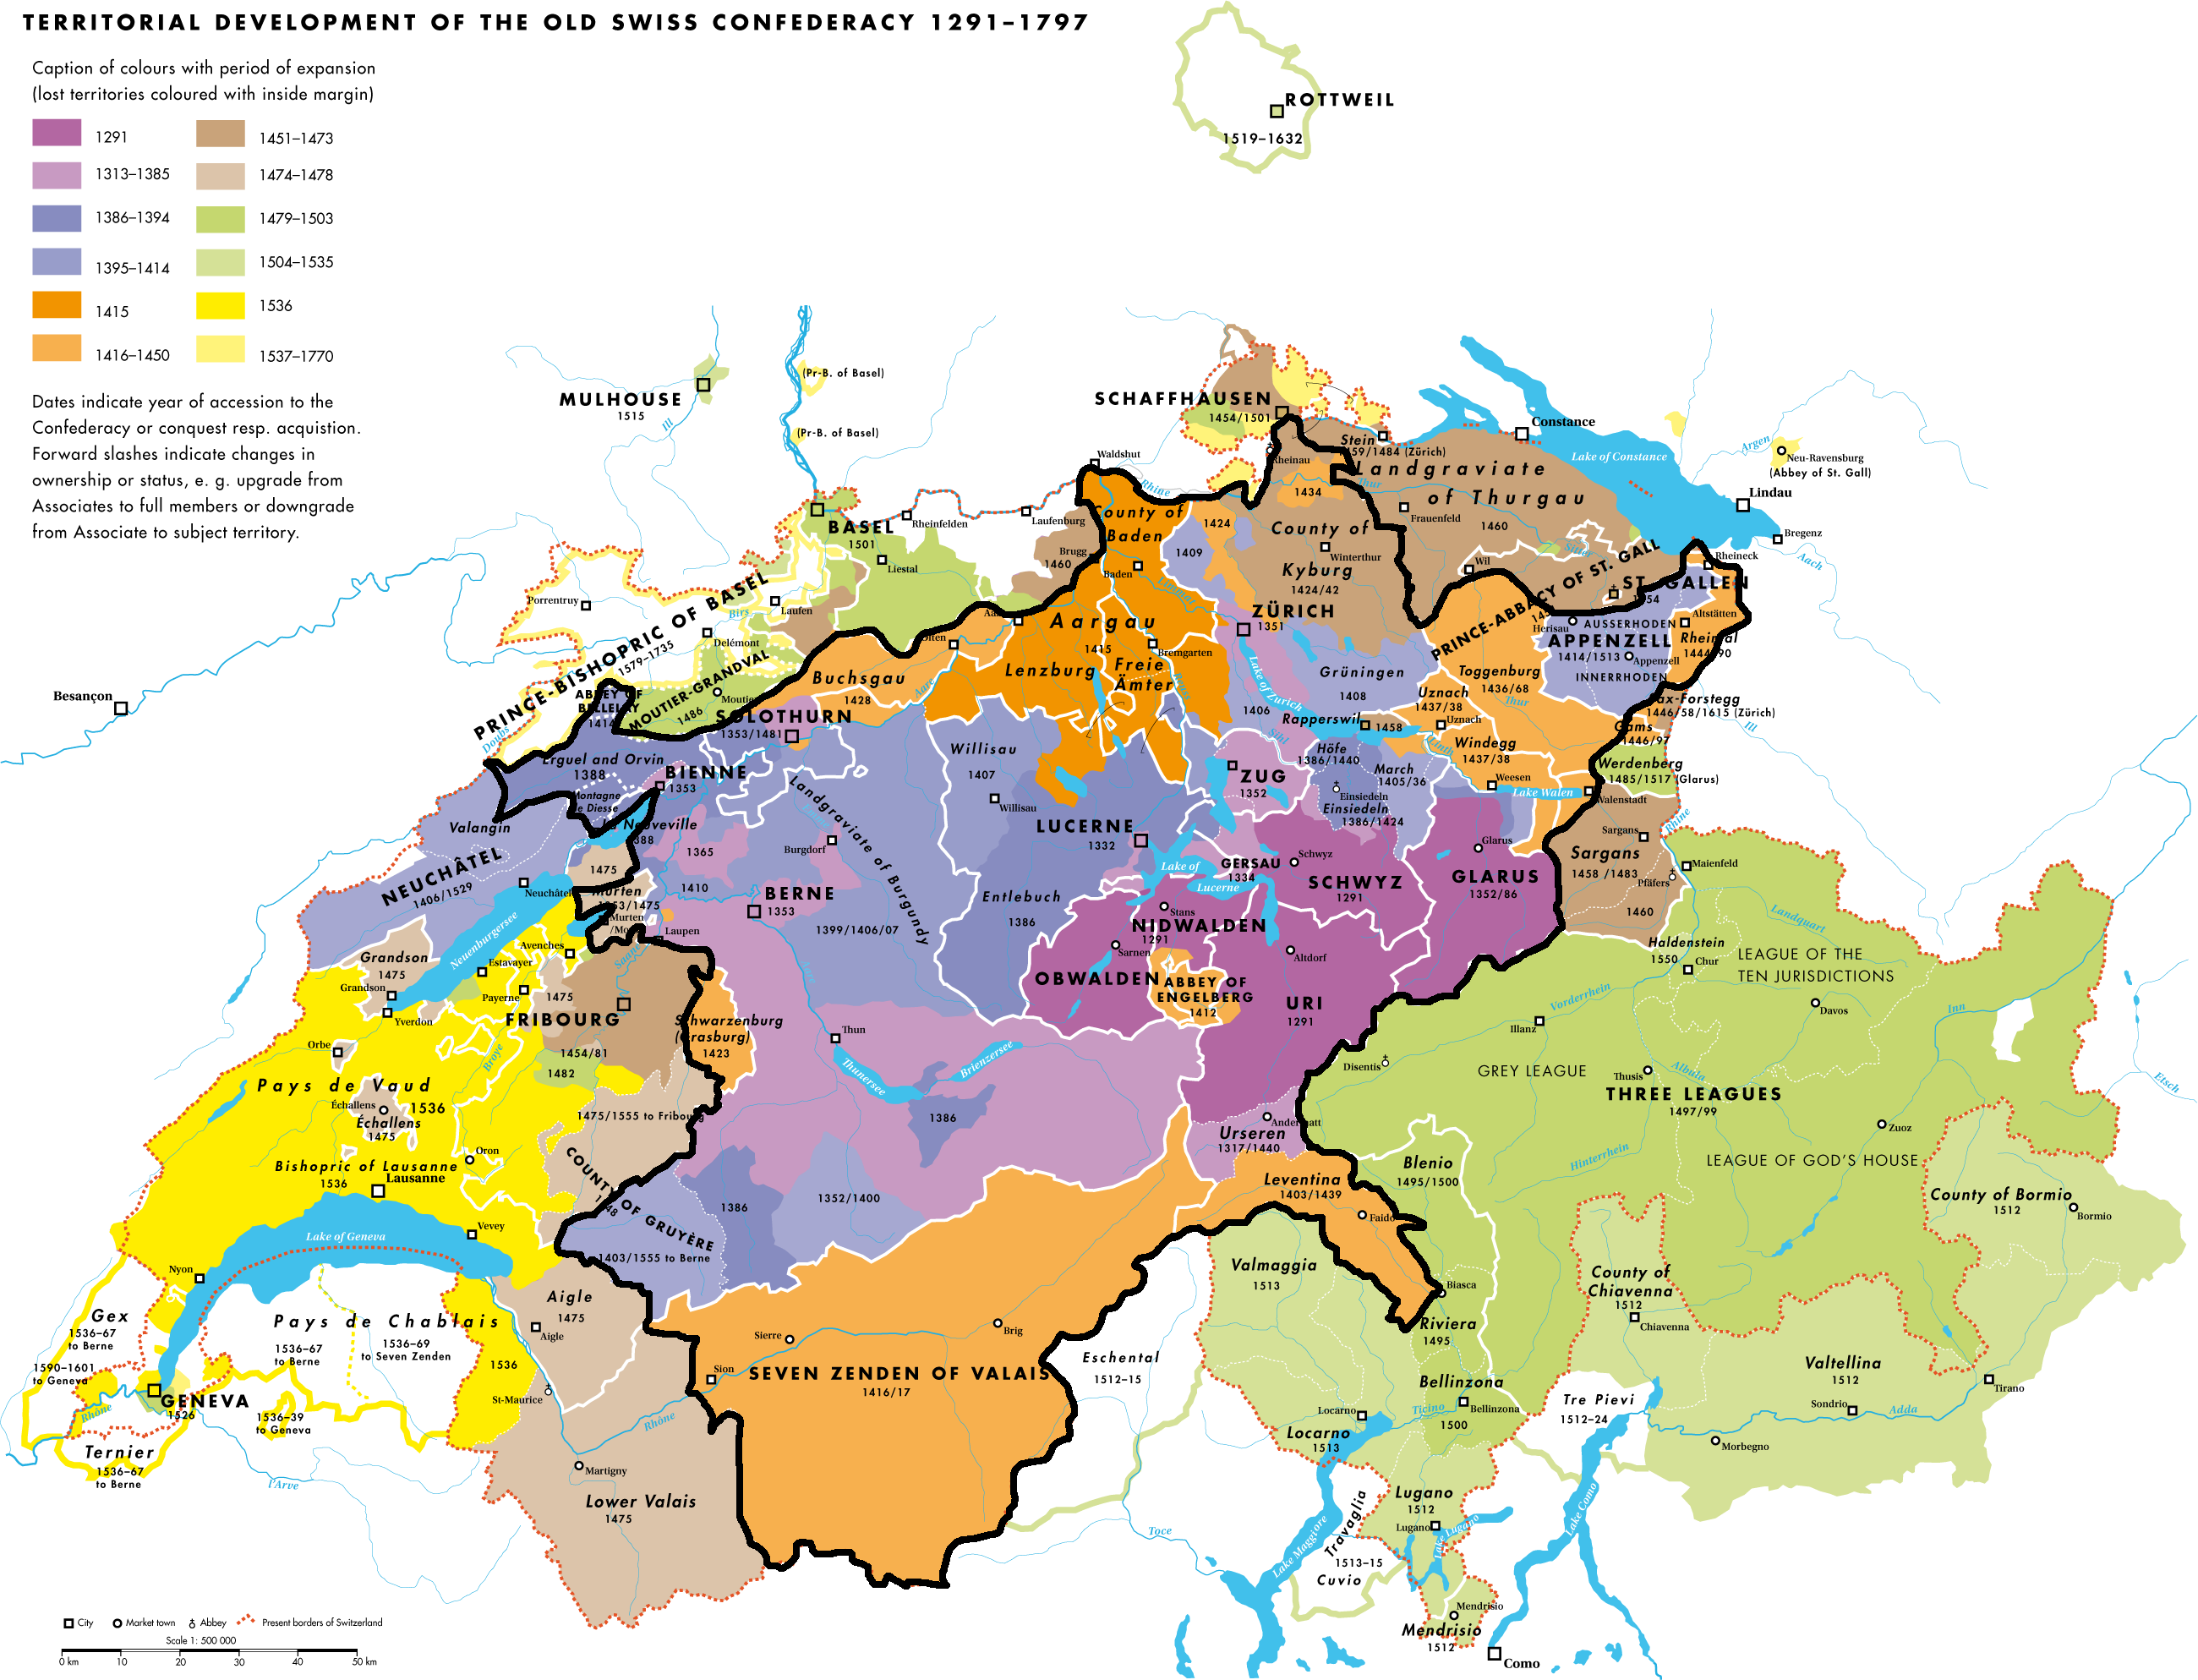 TERRITORIAL DEVELOPMENT OF THE OLD SWISS CONFEDERACY 1291–1797
Caption of colours with period of expansion
(lost territories coloured with inside margin)
1291
1313–1385
1386–1394
1395–1414
1415
1416–1450
1451–1473
1474–1478
1479–1503
1504–1535
1536
1537–1770
Dates indicate year of accession to the
Confederacy or conquest resp. acquistion.
Forward slashes indicate changes in
ownership or status, e. g. upgrade from
Associates to full members or downgrade
from Associate to subject territory.
ROTTWEIL
1519–1632
MULHOUSE
1515
Ill
(Pr-B. of Basel)
(Pr-B. of Basel)
SCHAFFHAUSEN
1454/1501
Stein
(Zürich)
Rheinau
Constance
Lake of Constance
Argen
Neu-Ravensburg
(Abbey of St. Gall)
Lindau
Bregenz
Aach
Rheineck
Waldshut
Rhine
Laufenburg
Rheinfelden
BASEL
1501
Liestal
Brugg
1460
County of
Baden
Baden
Limmat
1424
1409
1434
Thur
Landgraviate
of Thurgau
1460
Frauenfeld
County of
Kyburg
1424/42
Winterthur
Wil
Sitter
PRINCE-ABBACY OF ST. GALL
ST. GALLEN
AUSSERHODEN
Herisau
APPENZELL
1414/1513
Appenzell
INNERRHODEN
Altstätten
Rheintal
Porrentruy
PRINCE-BISHOPRIC OF BASEL
1579–1735
Birs
Laufen
Delémont
MOUTIER-GRANDVAL
1486
Moutier
ABBEY OF
BELLELAY
1414
Doubs
Besançon
Aargau
1415
Lenzburg
Freie
Ämter
Bremgarten
Reuss
Olten
Buchsgau
1428
Aare
SOLOTHURN
1353/1481
ZÜRICH
1351
Lake of Zurich
Grüningen
1408
1406
Sihl
Rapperswil
1458
Uznach
1437/38
Uznach
Toggenburg
1436/68
Thur
Linth
Windegg
1437/38
Weesen
Lake Walen
Walenstadt
Sax-Forstegg
1446/58/1615 (Zürich)
Gams
1446/97
Ill
Werdenberg
1485/1517 (Glarus)
Rhine
Erguel and Orvin
1388
BIENNE
1353
Montagne
de Diesse
La Neuveville
Valangin
NEUCHÂTEL
1406/1529
Neuchâtel
Neuenburgersee
1475
Murten
Murten
Laupen
1365
1410
Burgdorf
Landgraviate of Burgundy
BERNE
1353
1399/1406/07
Willisau
1407
Willisau
LUCERNE
1332
Entlebuch
1386
ZUG
1352
Höfe
1386/1440
March
1405/36
Einsiedeln
Einsiedeln
1386/1424
Lake of
Lucerne
GERSAU
1334
Schwyz
SCHWYZ
1291
Glarus
GLARUS
1352/86
Sargans
Sargans
1458 /1483
Pfäfers
1460
Maienfeld
Landquart
Stans
NIDWALDEN
1291
Sarnen
OBWALDEN
ABBEY OF
ENGELBERG
1412
Altdorf
URI
1291
Haldenstein
1550
Chur
LEAGUE OF THE
TEN JURISDICTIONS
Davos
Inn
Etsch
Grandson
1475
Grandson
Yverdon
Orbe
Avenches
Estavayer
Payerne
1475
Saane
FRIBOURG
1454/81
1482
Broye
Schwarzenburg
(Grasburg)
1423
Thun
Thunersee
Brienzersee
1386
Pays de Vaud
1536
Échallens
Échallens
1475
1475/1555 to Fribourg
Oron
Bishopric of Lausanne
1536
Lausanne
Vevey
Lake of Geneva
Nyon
COUNTY OF GRUYÈRE
1403/1555 to Berne
1386
1352/1400
Urseren
1317/1440
Andermatt
Disentis
Vorderrhein
Illanz
GREY LEAGUE
Thusis
Albula
THREE LEAGUES
1497/99
Hinterrhein
Zuoz
LEAGUE OF GOD'S HOUSE
County of Bormio
1512
Bormio
Leventina
1403/1439
Faido
Blenio
1495/1500
Biasca
Riviera
1495
Valmaggia
1513
County of
Chiavenna
1512
Chiavenna
Valtellina
1512
Tirano
Sondrio
Adda
Morbegno
Gex
1536–67
to Berne
1590–1601
to Geneva
GENEVA
1526
Rhône
Ternier
1536–67
to Berne
1536–39
to Geneva
l'Arve
Pays de Chablais
1536–67
to Berne
1536–69
to Seven Zenden
1536
Aigle
1475
Aigle
St-Maurice
Martigny
Rhône
Lower Valais
1475
Sierre
Sion
Brig
SEVEN ZENDEN OF VALAIS
1416/17
Eschental
1512–15
Toce
Bellinzona
Bellinzona
Ticino
1500
Locarno
Locarno
1513
Tre Pievi
1512–24
Lake Como
Lugano
1512
Lugano
Lake Lugano
Travaglia
1513–15
Cuvio
Lake Maggiore
Mendrisio
Mendrisio
1512
Como
City
Market town
Abbey
Present borders of Switzerland
Scale 1: 500 000
0 km 10 20 30 40 50 km